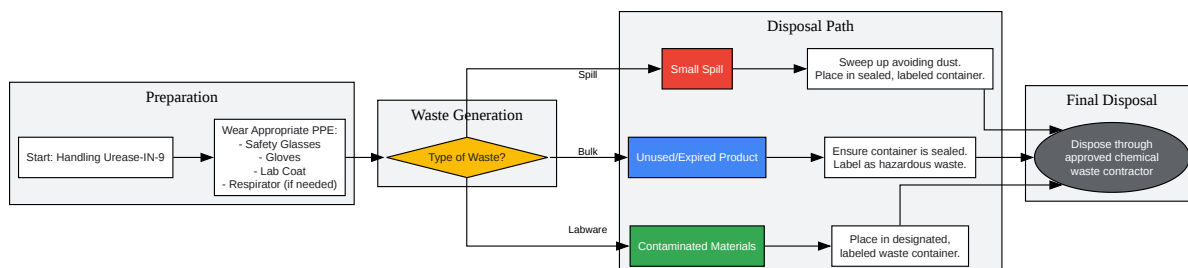 Preparation
Start: Handling Urease-IN-9
Wear Appropriate PPE:
- Safety Glasses
- Gloves
- Lab Coat
- Respirator (if needed)
Waste Generation
Type of Waste?
Spill
Bulk
Labware
Disposal Path
Small Spill
Sweep up avoiding dust.
Place in sealed, labeled container.
Unused/Expired Product
Ensure container is sealed.
Label as hazardous waste.
Contaminated Materials
Place in designated,
labeled waste container.
Final Disposal
Dispose through
approved chemical
waste contractor